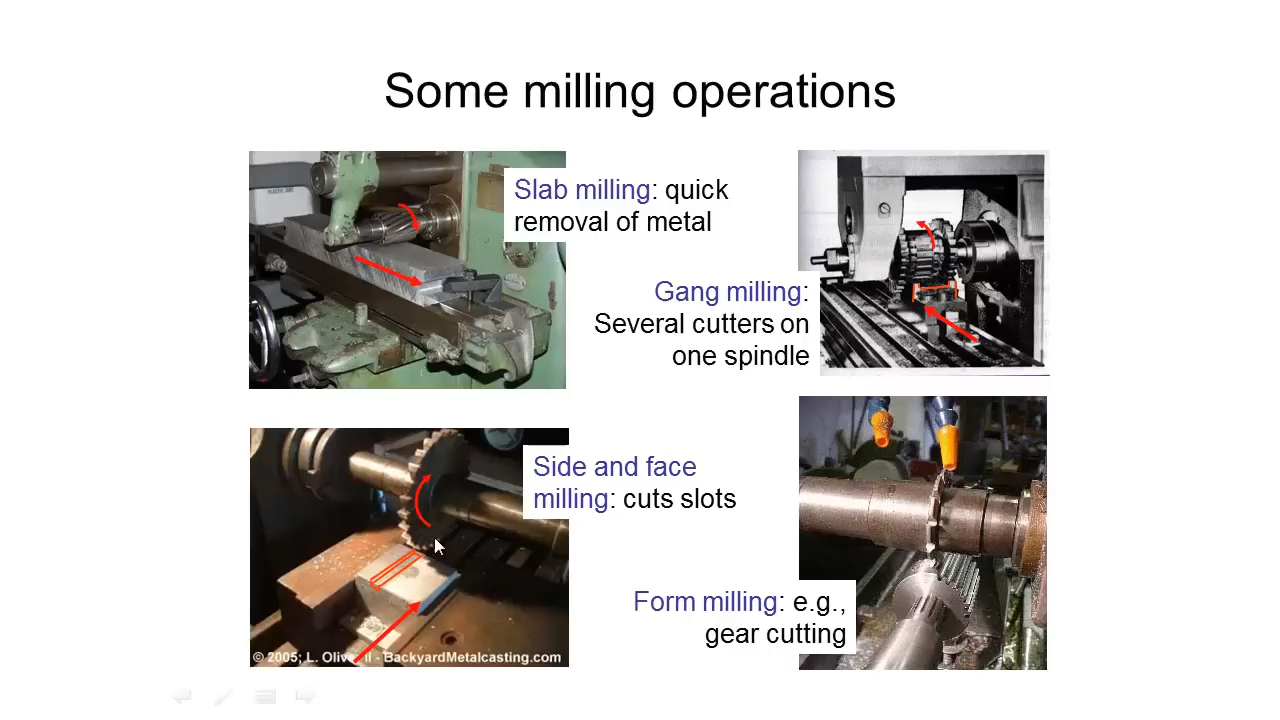 Some milling operations
Slab milling: quick
removal of metal
Gang milling:
Several cutters on
one spindle
Side and face
milling: cuts slots
Form milling: e.g.,
gear cutting
© 2005; L. Oliv II - BackyardMetalcasting.com